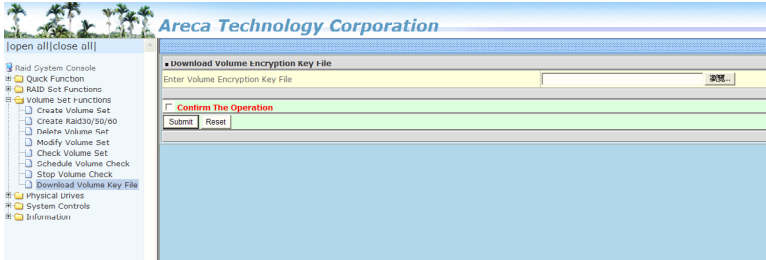 Areca Technology Corporation
|open all|close all|
Raid System Console
Quick Function
RAID Set Functions
Volume Set Functions
Create Volume Set
Create Raid30/50/60
Delete Volume Set
Modify Volume Set
Check Volume Set
Schedule Volume Check
Stop Volume Check
Download Volume Key File
Physical Drives
System Controls
Information
Download Volume Encryption Key File
Enter Volume Encryption Key File
瀏覽...
Confirm The Operation
Submit Reset